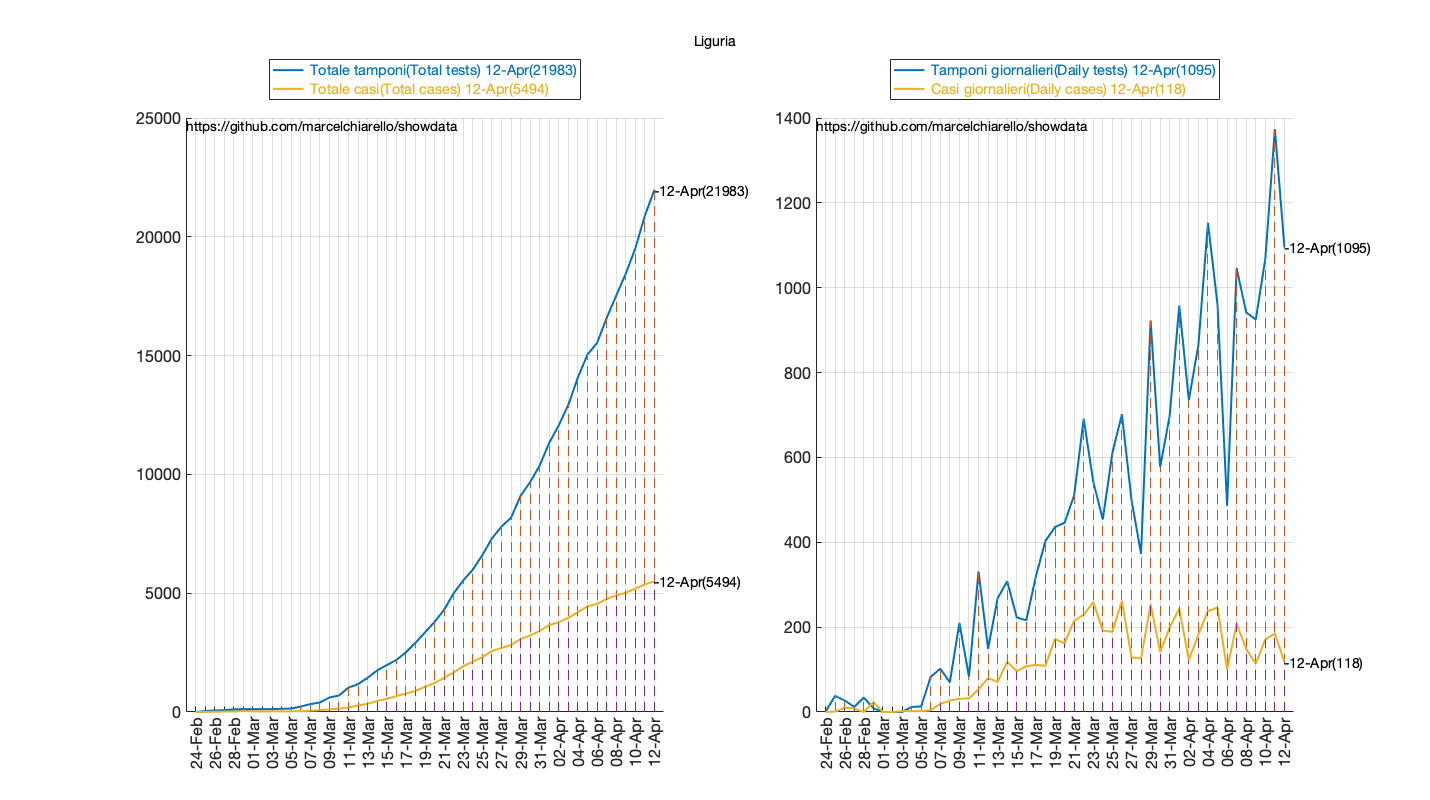 Liguria
Totale tamponi(Total tests) 12-Apr(21983)
Totale casi(Total cases) 12-Apr(5494)
25000
20000
15000
10000
5000
0
https://github.com/marcelchiarello/showdata
12-Apr(21983)
12-Apr(5494)
24-Feb
26-Feb
28-Feb
01-Mar
03-Mar
05-Mar
07-Mar
09-Mar
11-Mar
13-Mar
15-Mar
17-Mar
19-Mar
21-Mar
23-Mar
25-Mar
27-Mar
29-Mar
31-Mar
02-Apr
04-Apr
06-Apr
08-Apr
10-Apr
12-Apr
Tamponi giornalieri(Daily tests) 12-Apr(1095)
Casi giornalieri(Daily cases) 12-Apr(118)
1400
1200
1000
800
600
400
200
0
https://github.com/marcelchiarello/showdata
12-Apr(1095)
12-Apr(118)
24-Feb
26-Feb
28-Feb
01-Mar
03-Mar
05-Mar
07-Mar
09-Mar
11-Mar
13-Mar
15-Mar
17-Mar
19-Mar
21-Mar
23-Mar
25-Mar
27-Mar
29-Mar
31-Mar
02-Apr
04-Apr
06-Apr
08-Apr
10-Apr
12-Apr